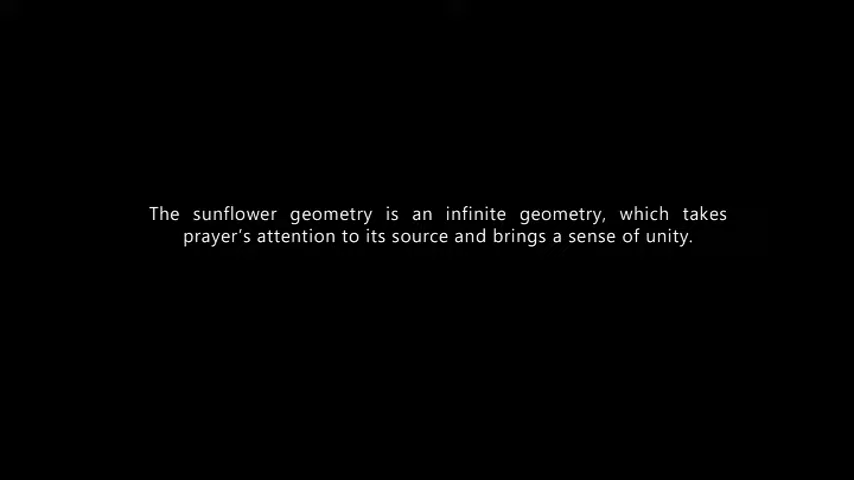 The sunflower geometry is an infinite geometry, which takes
prayer’s attention to its source and brings a sense of unity.